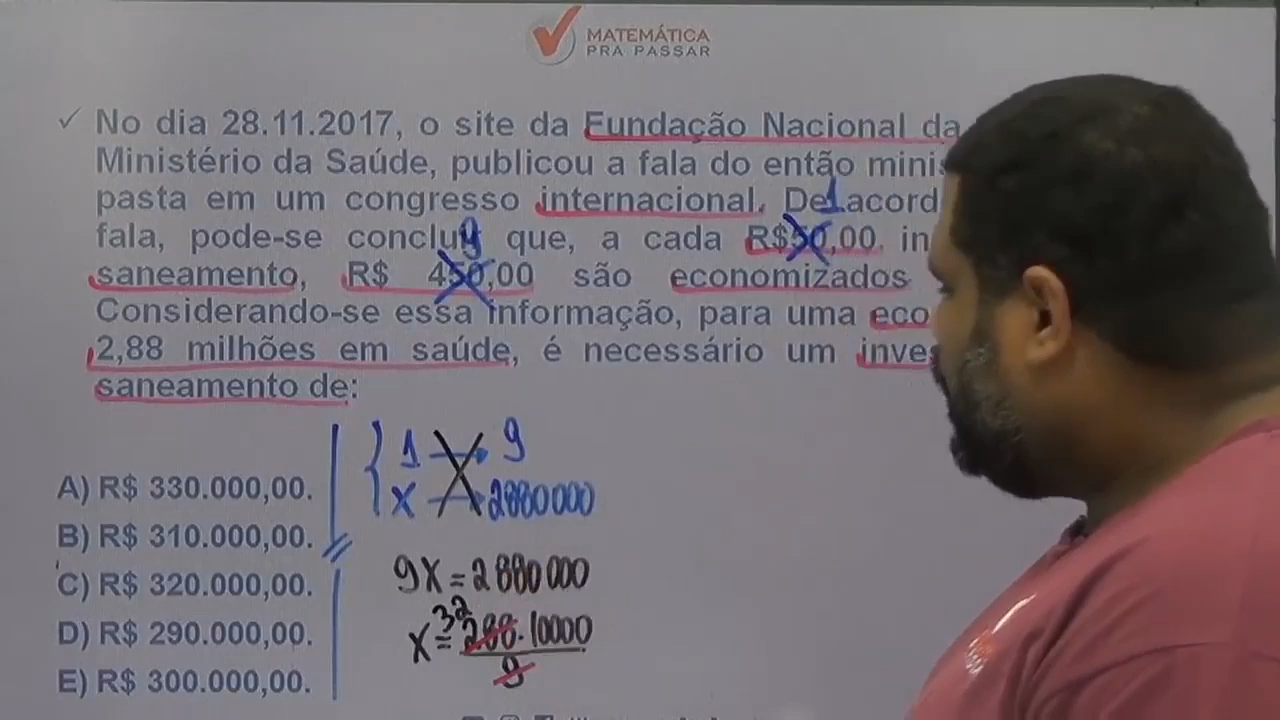 MATEMÁTICA
PRA PASSAR
✓ No dia 28.11.2017, o site da Fundação Nacional da
Ministério da Saúde, publicou a fala do então minis
pasta em um congresso internacional. De acord
1
fala, pode-se concluir que, a cada R$50,00 in
9
saneamento, R$ 450,00 são economizados
Considerando-se essa informação, para uma eco
2,88 milhões em saúde, é necessário um inves
saneamento de:
A) R$ 330.000,00.
B) R$ 310.000,00.
C) R$ 320.000,00.
D) R$ 290.000,00.
E) R$ 300.000,00.
1 → 9
X → 2880000
9X = 2880000
32
X = 288 · 10000
9